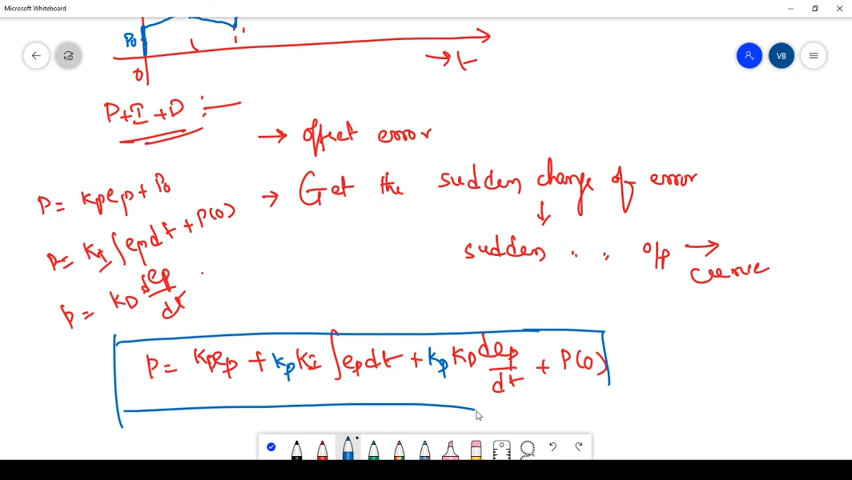 Microsoft Whiteboard
P0
0
→ t
VB
P+I+D :—
→ offset error
P = Kpep + P0
→ Get the sudden change of error
P = KI ∫ep dt + P(0)
sudden " " o/p → curve
P = KD dep/dt
P = Kpep + KpKI ∫ep dt + KpKD dep/dt + P(0)